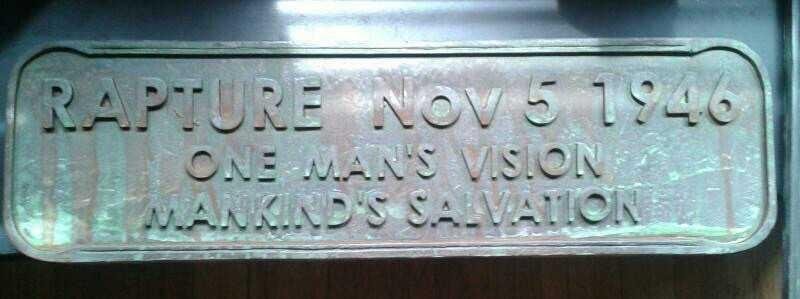 RAPTURE NOV 5 1946
ONE MAN'S VISION
MANKIND'S SALVATION